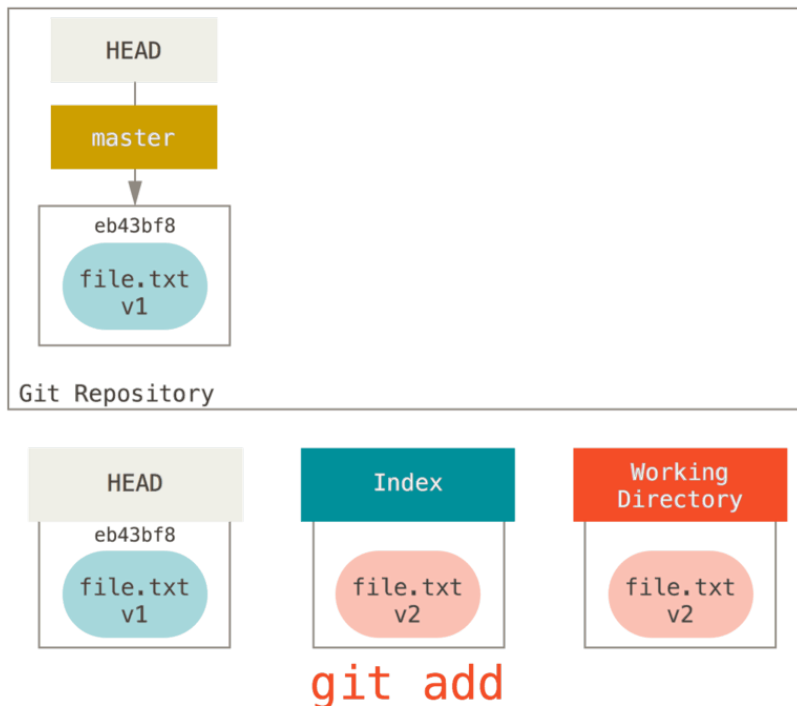 HEAD
master
eb43bf8
file.txt
v1
Git Repository
HEAD
Index
Working
Directory
eb43bf8
file.txt
v1
file.txt
v2
file.txt
v2
git add